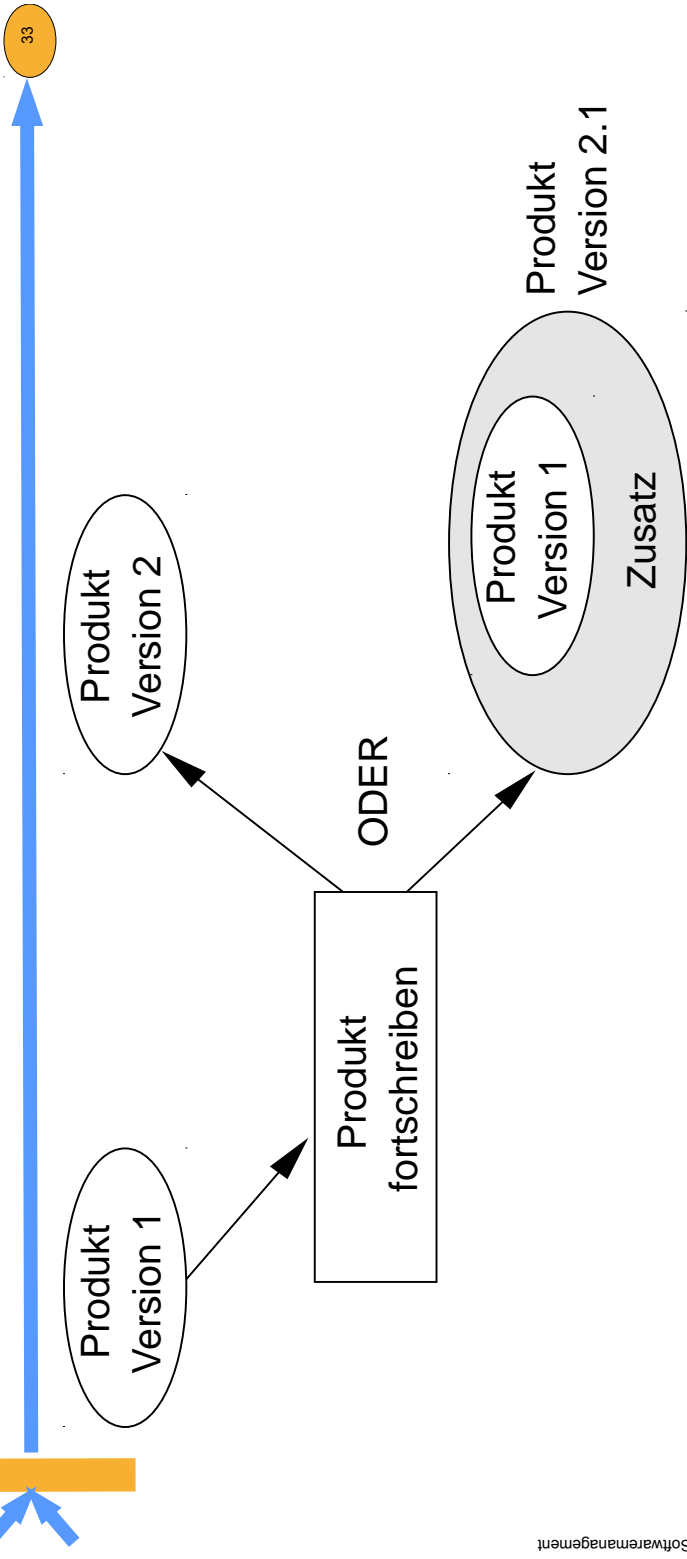 33
Produkt
Version 1
Produkt
fortschreiben
ODER
Produkt
Version 2
Produkt
Version 1
Zusatz
Produkt
Version 2.1
Softwaremanagement